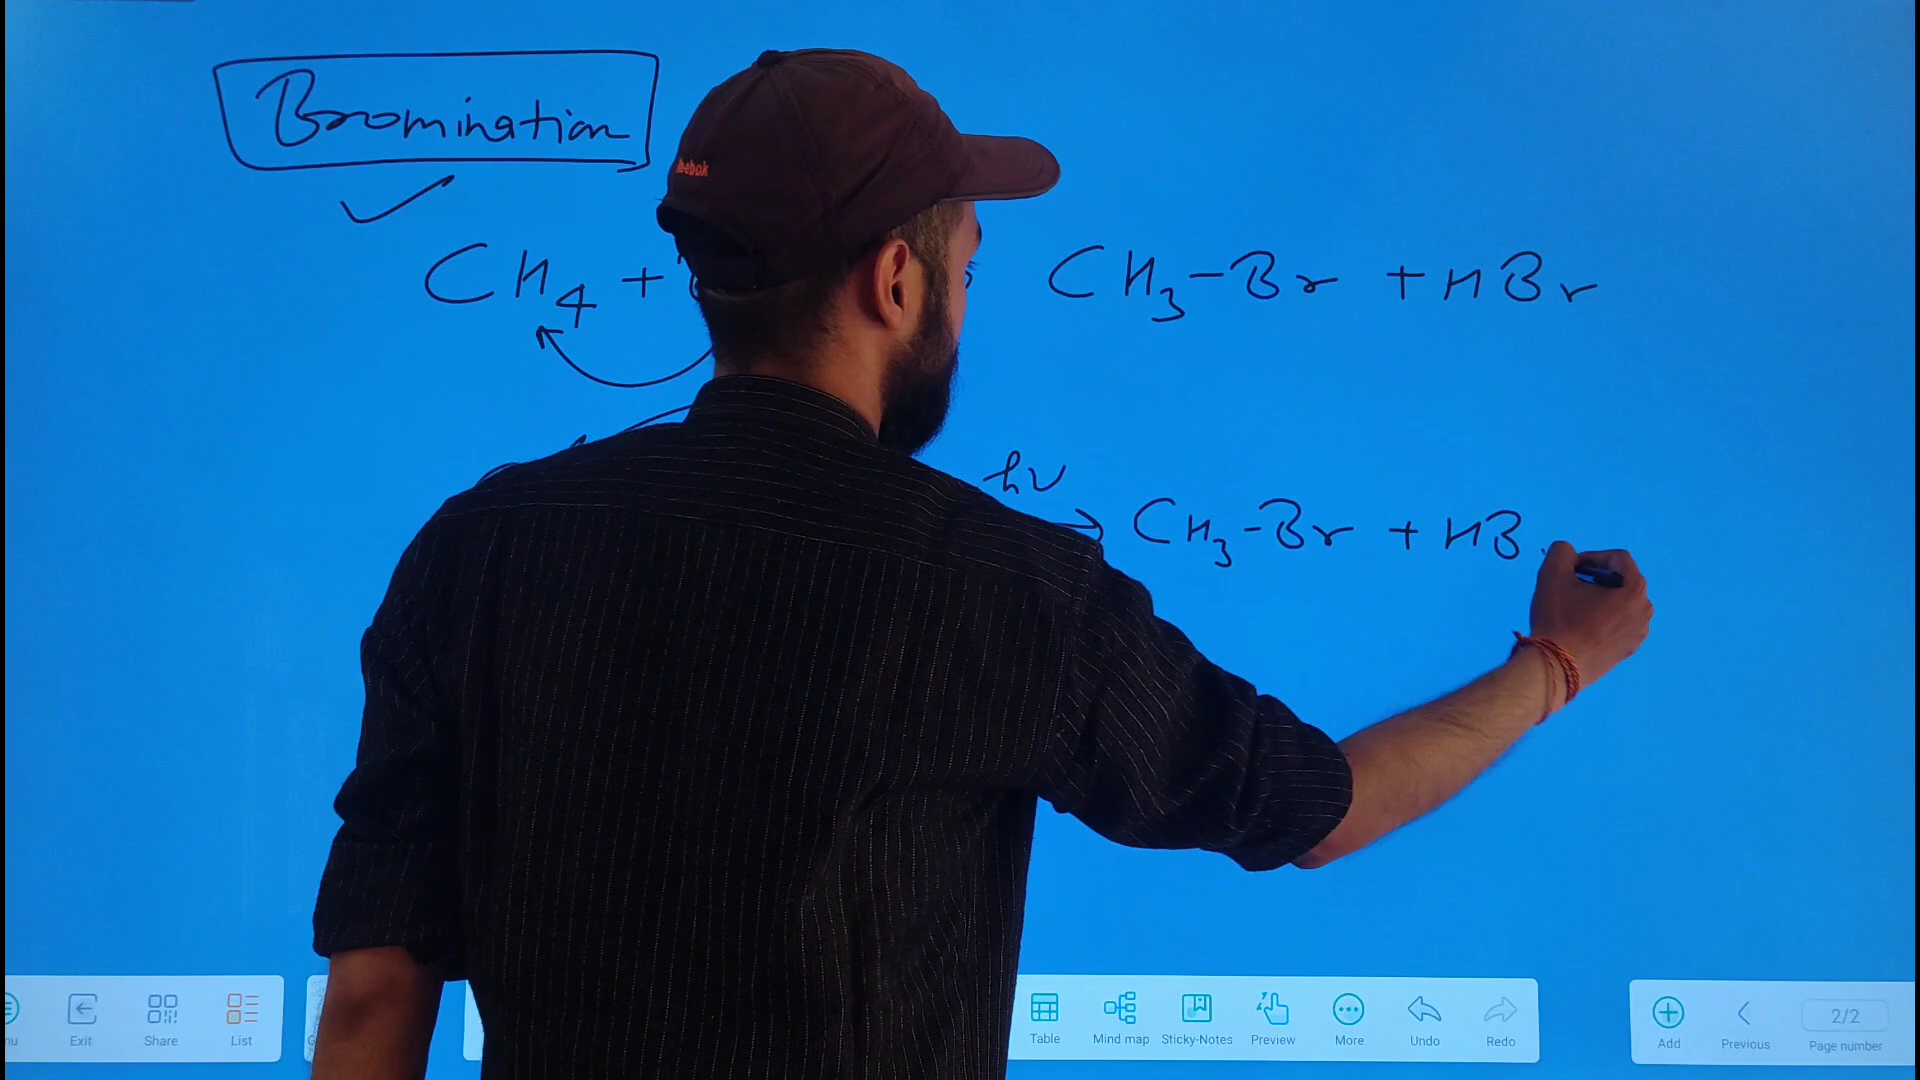 Bromination
CH4 + CH3-Br + HBr
hν
CH3-Br + HB
Reebok
Exit Share List Table Mind map Sticky-Notes Preview More Undo Redo Add Previous 2/2 Page number